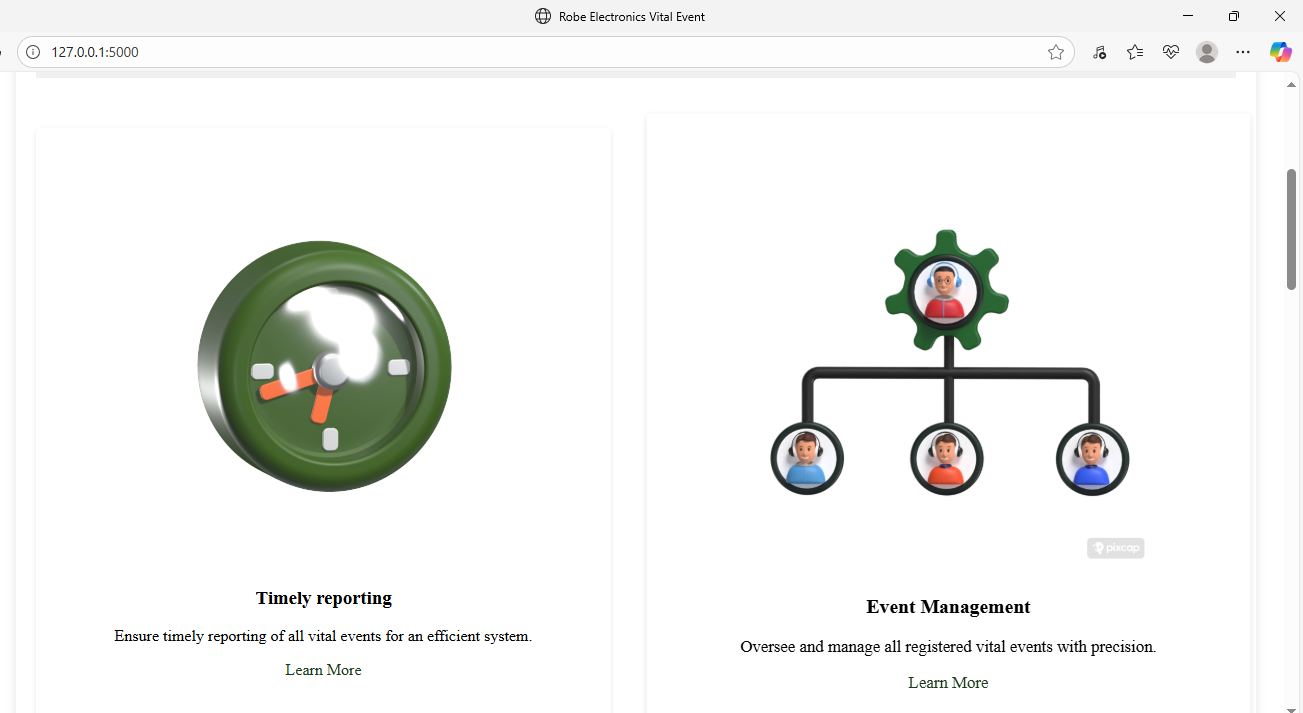 Robe Electronics Vital Event
127.0.0.1:5000
pixcap
Timely reporting
Ensure timely reporting of all vital events for an efficient system.
Learn More
Event Management
Oversee and manage all registered vital events with precision.
Learn More